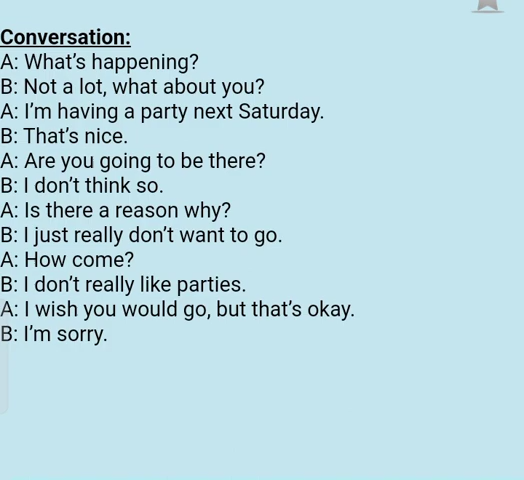 Conversation:
A: What’s happening?
B: Not a lot, what about you?
A: I’m having a party next Saturday.
B: That’s nice.
A: Are you going to be there?
B: I don’t think so.
A: Is there a reason why?
B: I just really don’t want to go.
A: How come?
B: I don’t really like parties.
A: I wish you would go, but that’s okay.
B: I’m sorry.